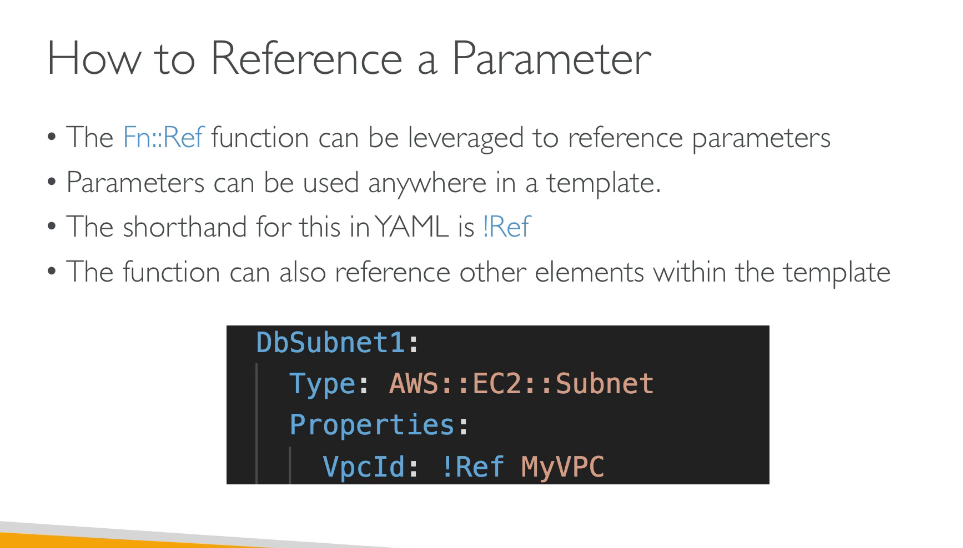 How to Reference a Parameter
• The Fn::Ref function can be leveraged to reference parameters
• Parameters can be used anywhere in a template.
• The shorthand for this in YAML is !Ref
• The function can also reference other elements within the template
DbSubnet1:
Type: AWS::EC2::Subnet
Properties:
VpcId: !Ref MyVPC